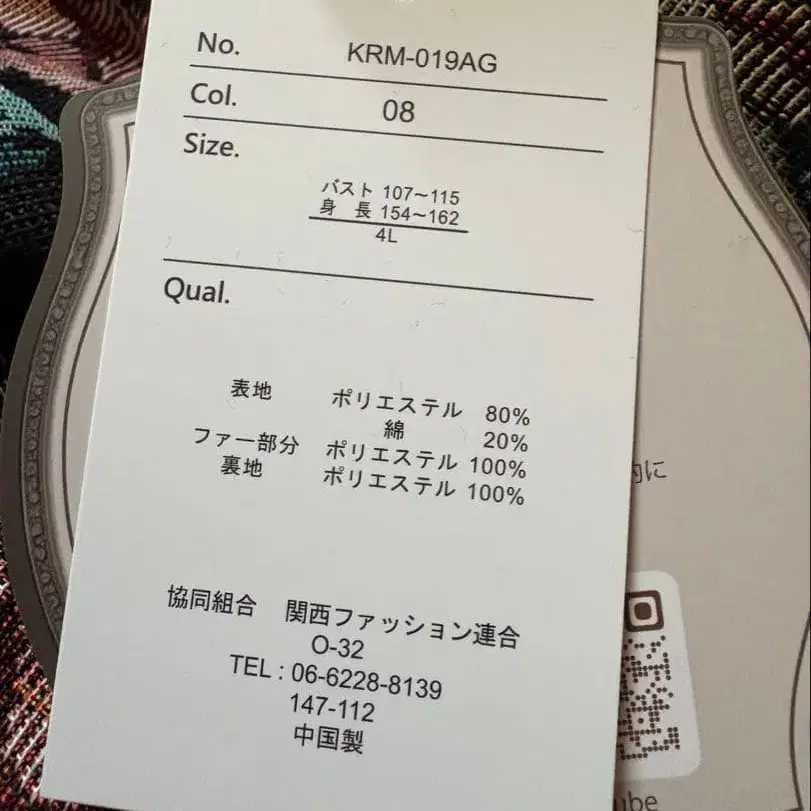 No. KRM-019AG
Col. 08
Size.
バスト 107~115
身 長 154~162
4L
Qual.
表地 ポリエステル 80%
綿 20%
ファー部分 ポリエステル 100%
裏地 ポリエステル 100%
協同組合 関西ファッション連合
O-32
TEL : 06-6228-8139
147-112
中国製
的に
ube